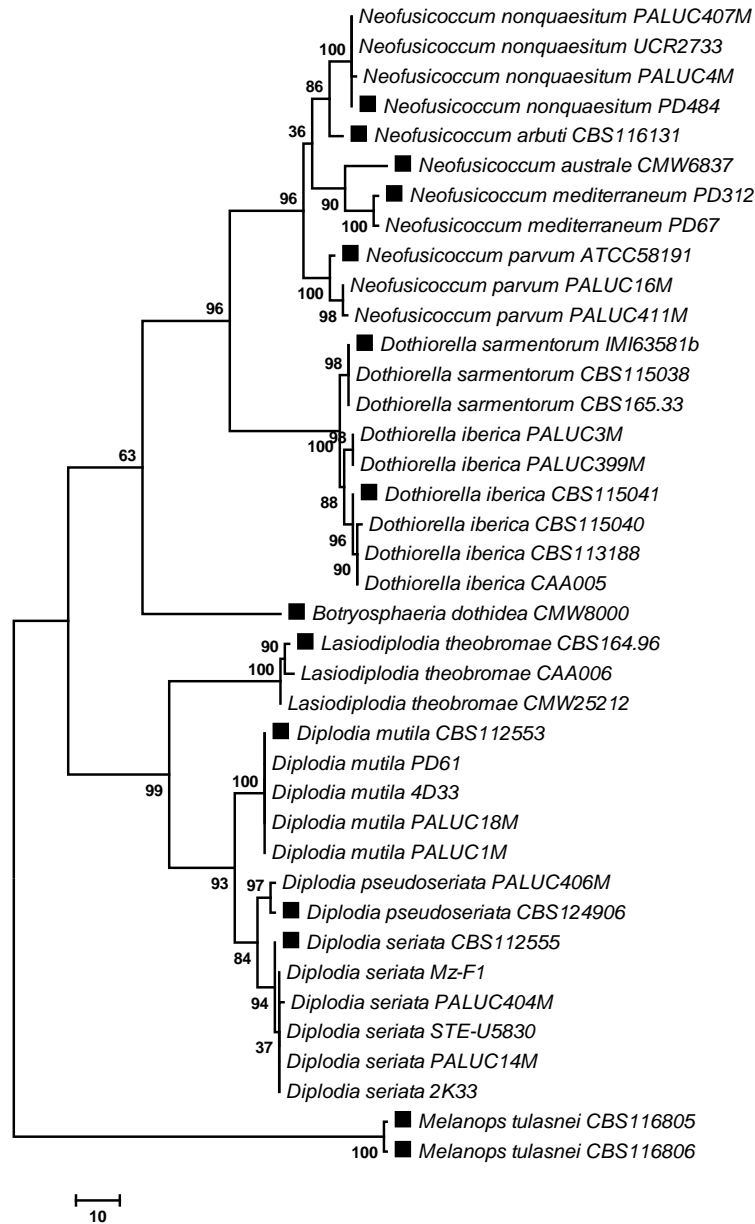 Neofusicoccum nonquaesitum PALUC407M
Neofusicoccum nonquaesitum UCR2733
100
Neofusicoccum nonquaesitum PALUC4M
86
Neofusicoccum nonquaesitum PD484
36
Neofusicoccum arbuti CBS116131
Neofusicoccum australe CMW6837
96
90
Neofusicoccum mediterraneum PD312
100
Neofusicoccum mediterraneum PD67
Neofusicoccum parvum ATCC58191
100
Neofusicoccum parvum PALUC16M
96
98
Neofusicoccum parvum PALUC411M
Dothiorella sarmentorum IMI63581b
98
Dothiorella sarmentorum CBS115038
Dothiorella sarmentorum CBS165.33
100
98
Dothiorella iberica PALUC3M
63
Dothiorella iberica PALUC399M
88
Dothiorella iberica CBS115041
Dothiorella iberica CBS115040
96
Dothiorella iberica CBS113188
90
Dothiorella iberica CAA005
Botryosphaeria dothidea CMW8000
90
Lasiodiplodia theobromae CBS164.96
100
Lasiodiplodia theobromae CAA006
Lasiodiplodia theobromae CMW25212
Diplodia mutila CBS112553
Diplodia mutila PD61
99
100
Diplodia mutila 4D33
Diplodia mutila PALUC18M
Diplodia mutila PALUC1M
93
97
Diplodia pseudoseriata PALUC406M
Diplodia pseudoseriata CBS124906
84
Diplodia seriata CBS112555
Diplodia seriata Mz-F1
94
Diplodia seriata PALUC404M
Diplodia seriata STE-U5830
37
Diplodia seriata PALUC14M
Diplodia seriata 2K33
Melanops tulasnei CBS116805
100
Melanops tulasnei CBS116806
10